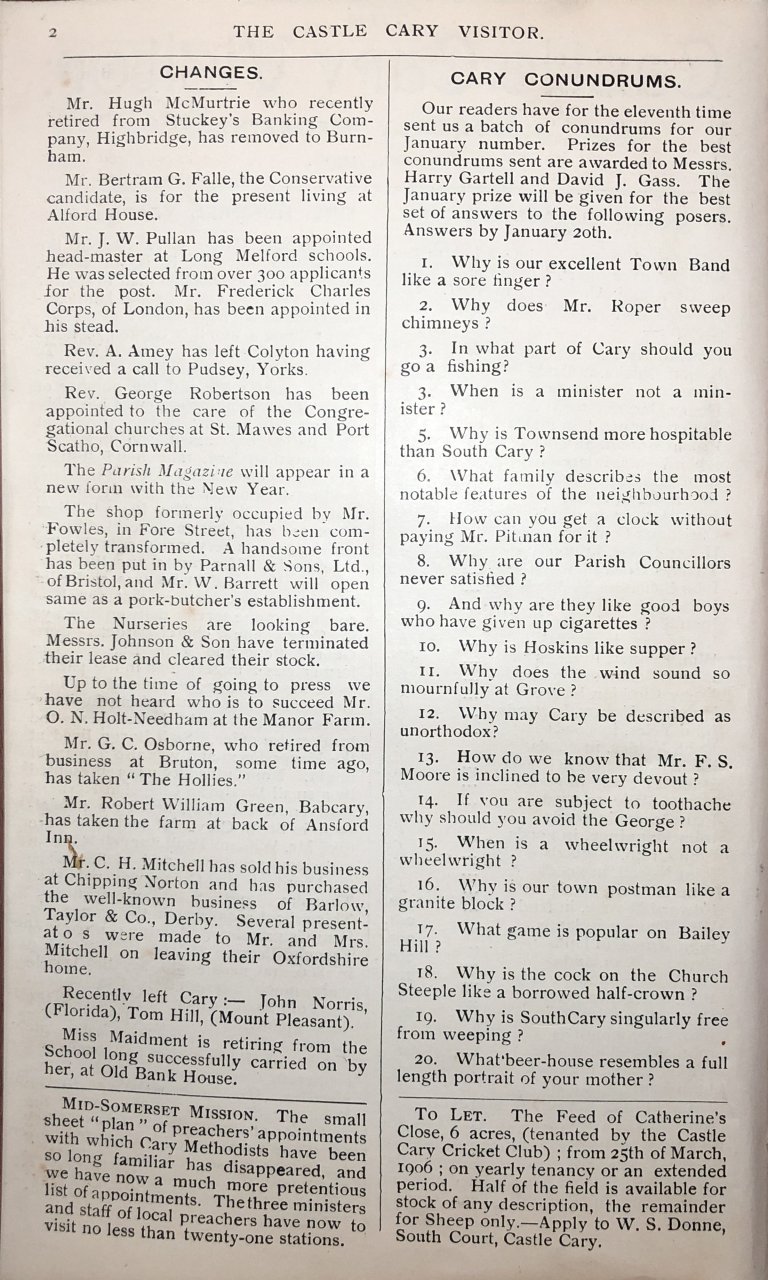 2
THE CASTLE CARY VISITOR.
CHANGES.
Mr. Hugh McMurtrie who recently
retired from Stuckey's Banking Com-
pany, Highbridge, has removed to Burn-
ham.
Mr. Bertram G. Falle, the Conservative
candidate, is for the present living at
Alford House.
Mr. J. W. Pullan has been appointed
head-master at Long Melford schools.
He was selected from over 300 applicants
for the post. Mr. Frederick Charles
Corps, of London, has been appointed in
his stead.
Rev. A. Amey has left Colyton having
received a call to Pudsey, Yorks.
Rev. George Robertson has been
appointed to the care of the Congre-
gational churches at St. Mawes and Port
Scatho, Cornwall.
The Parish Magazine will appear in a
new form with the New Year.
The shop formerly occupied by Mr.
Fowles, in Fore Street, has been com-
pletely transformed. A handsome front
has been put in by Parnall & Sons, Ltd.,
of Bristol, and Mr. W. Barrett will open
same as a pork-butcher's establishment.
The Nurseries are looking bare.
Messrs. Johnson & Son have terminated
their lease and cleared their stock.
Up to the time of going to press we
have not heard who is to succeed Mr.
O. N. Holt-Needham at the Manor Farm.
Mr. G. C. Osborne, who retired from
business at Bruton, some time ago,
has taken "The Hollies."
Mr. Robert William Green, Babcary,
has taken the farm at back of Ansford
Inn.
Mr. C. H. Mitchell has sold his business
at Chipping Norton and has purchased
the well-known business of Barlow,
Taylor & Co., Derby. Several present-
at o s were made to Mr. and Mrs.
Mitchell on leaving their Oxfordshire
home.
Recently left Cary :— John Norris,
(Florida), Tom Hill, (Mount Pleasant).
Miss Maidment is retiring from the
School long successfully carried on by
her, at Old Bank House.
MID-SOMERSET MISSION. The small
sheet "plan" of preachers' appointments
with which Cary Methodists have been
so long familiar has disappeared, and
we have now a much more pretentious
list of appointments. The three ministers
and staff of local preachers have now to
visit no less than twenty-one stations.
CARY CONUNDRUMS.
Our readers have for the eleventh time
sent us a batch of conundrums for our
January number. Prizes for the best
conundrums sent are awarded to Messrs.
Harry Gartell and David J. Gass. The
January prize will be given for the best
set of answers to the following posers.
Answers by January 20th.
1. Why is our excellent Town Band
like a sore finger ?
2. Why does Mr. Roper sweep
chimneys ?
3. In what part of Cary should you
go a fishing?
3. When is a minister not a min-
ister ?
5. Why is Townsend more hospitable
than South Cary ?
6. What family describes the most
notable features of the neighbourhood ?
7. How can you get a clock without
paying Mr. Pitman for it ?
8. Why are our Parish Councillors
never satisfied ?
9. And why are they like good boys
who have given up cigarettes ?
10. Why is Hoskins like supper ?
11. Why does the wind sound so
mournfully at Grove ?
12. Why may Cary be described as
unorthodox?
13. How do we know that Mr. F. S.
Moore is inclined to be very devout ?
14. If you are subject to toothache
why should you avoid the George ?
15. When is a wheelwright not a
wheelwright ?
16. Why is our town postman like a
granite block ?
17. What game is popular on Bailey
Hill ?
18. Why is the cock on the Church
Steeple like a borrowed half-crown ?
19. Why is South Cary singularly free
from weeping ?
20. What beer-house resembles a full
length portrait of your mother ?
TO LET. The Feed of Catherine's
Close, 6 acres, (tenanted by the Castle
Cary Cricket Club) ; from 25th of March,
1906 ; on yearly tenancy or an extended
period. Half of the field is available for
stock of any description, the remainder
for Sheep only.—Apply to W. S. Donne,
South Court, Castle Cary.